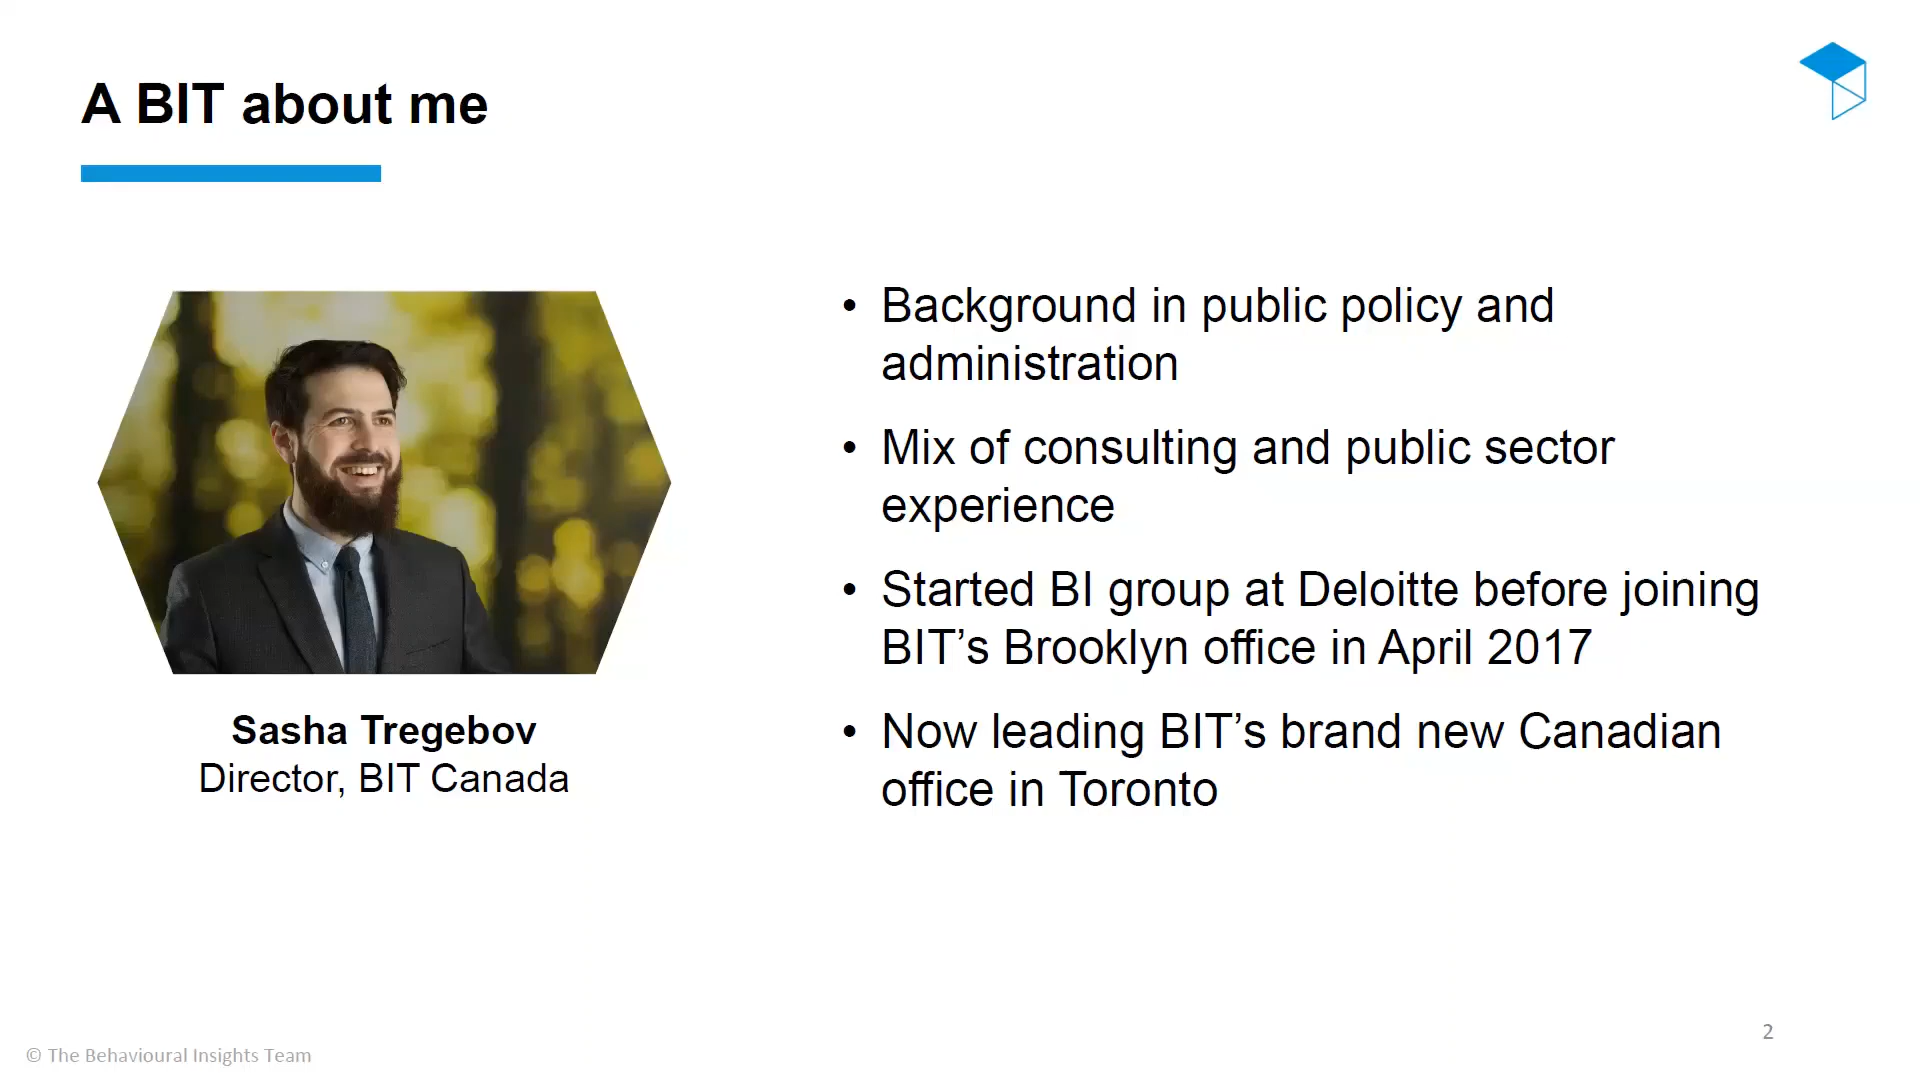 A BIT about me
• Background in public policy and
administration
• Mix of consulting and public sector
experience
• Started BI group at Deloitte before joining
BIT’s Brooklyn office in April 2017
• Now leading BIT’s brand new Canadian
office in Toronto
Sasha Tregebov
Director, BIT Canada
© The Behavioural Insights Team
2